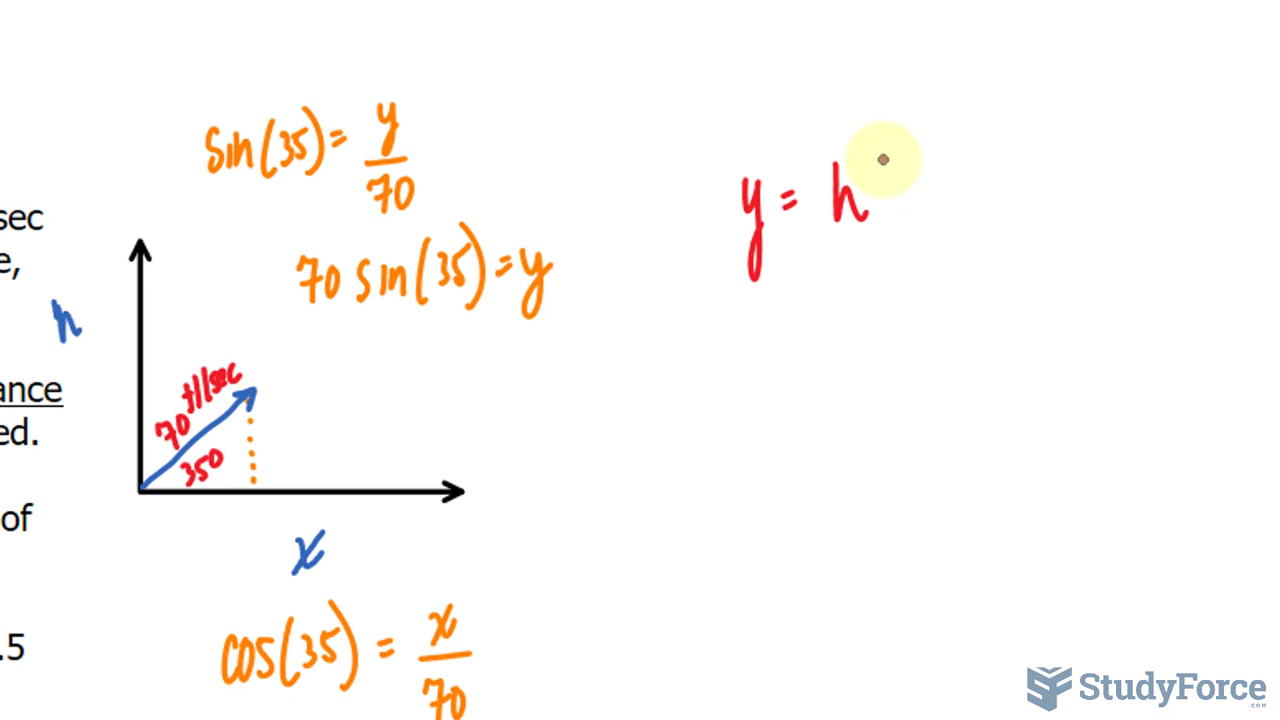 sin(35) = y/70
y = h
sec
e,
70 sin(35) = y
h
70 ft/sec
ance
ed.
35°
of
x
cos(35) = x/70
.5
StudyForce
.com